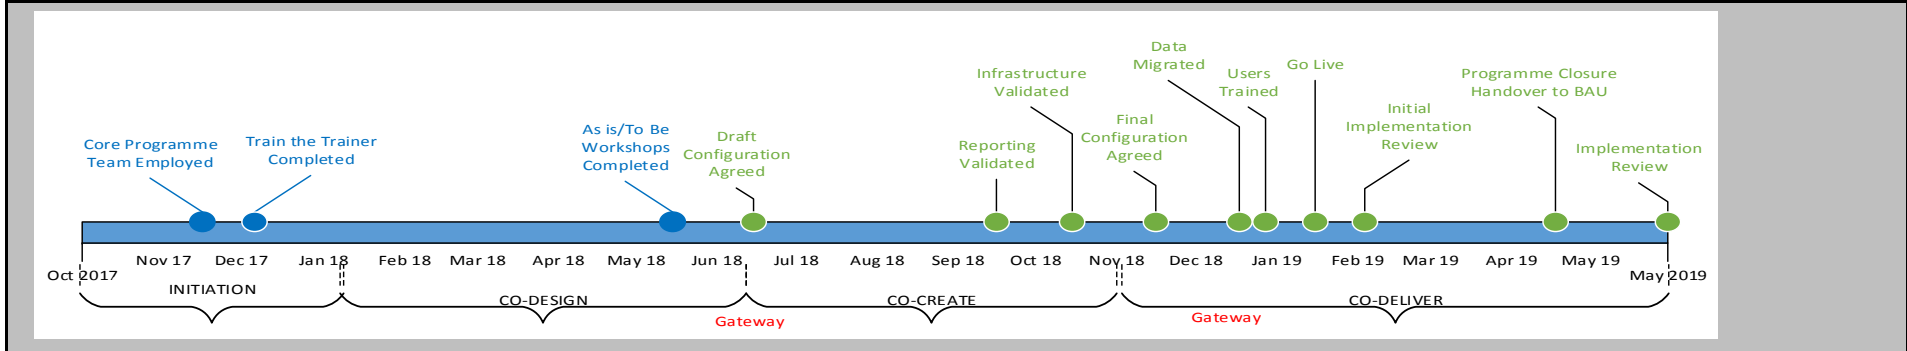 Core Programme
Team Employed
Train the Trainer
Completed
As is/To Be
Workshops
Completed
Draft
Configuration
Agreed
Reporting
Validated
Infrastructure
Validated
Final
Configuration
Agreed
Data
Migrated
Users
Trained
Go Live
Initial
Implementation
Review
Programme Closure
Handover to BAU
Implementation
Review
Oct 2017
Nov 17
Dec 17
Jan 18
Feb 18
Mar 18
Apr 18
May 18
Jun 18
Jul 18
Aug 18
Sep 18
Oct 18
Nov 18
Dec 18
Jan 19
Feb 19
Mar 19
Apr 19
May 19
May 2019
INITIATION
CO-DESIGN
CO-CREATE
CO-DELIVER
Gateway
Gateway